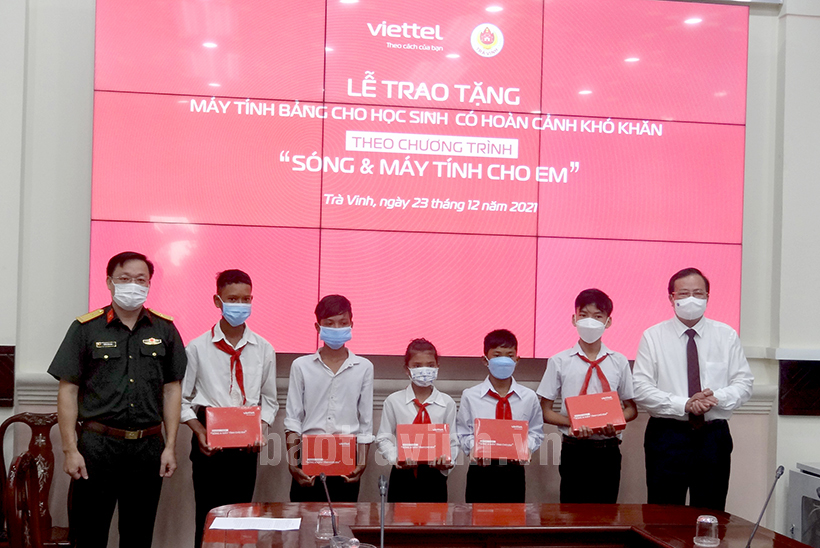 viettel
Theo cách của bạn
LỄ TRAO TẶNG
MÁY TÍNH BẢNG CHO HỌC SINH CÓ HOÀN CẢNH KHÓ KHĂN
THEO CHƯƠNG TRÌNH
“SÓNG & MÁY TÍNH CHO EM”
Trà Vinh, ngày 23 tháng 12 năm 2021
baotravinh.vn